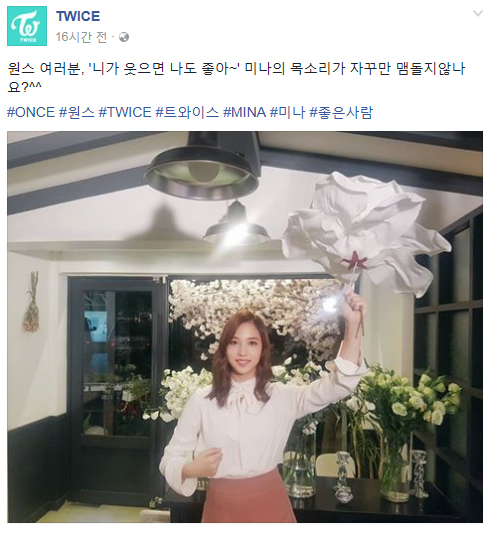 TWICE
TWICE
16시간 전 ·
원스 여러분, '니가 웃으면 나도 좋아~' 미나의 목소리가 자꾸만 맴돌지않나
요?^^
#ONCE #원스 #TWICE #트와이스 #MINA #미나 #좋은사람